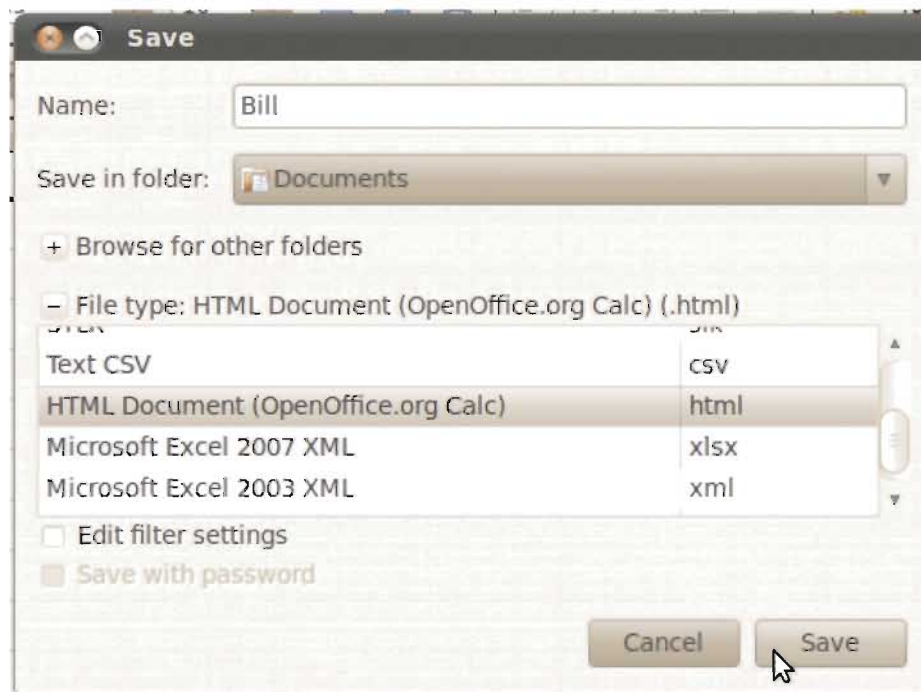 Save
Name: Bill
Save in folder: Documents
+ Browse for other folders
− File type: HTML Document (OpenOffice.org Calc) (.html)
Text CSV csv
HTML Document (OpenOffice.org Calc) html
Microsoft Excel 2007 XML xlsx
Microsoft Excel 2003 XML xml
Edit filter settings
Save with password
Cancel Save